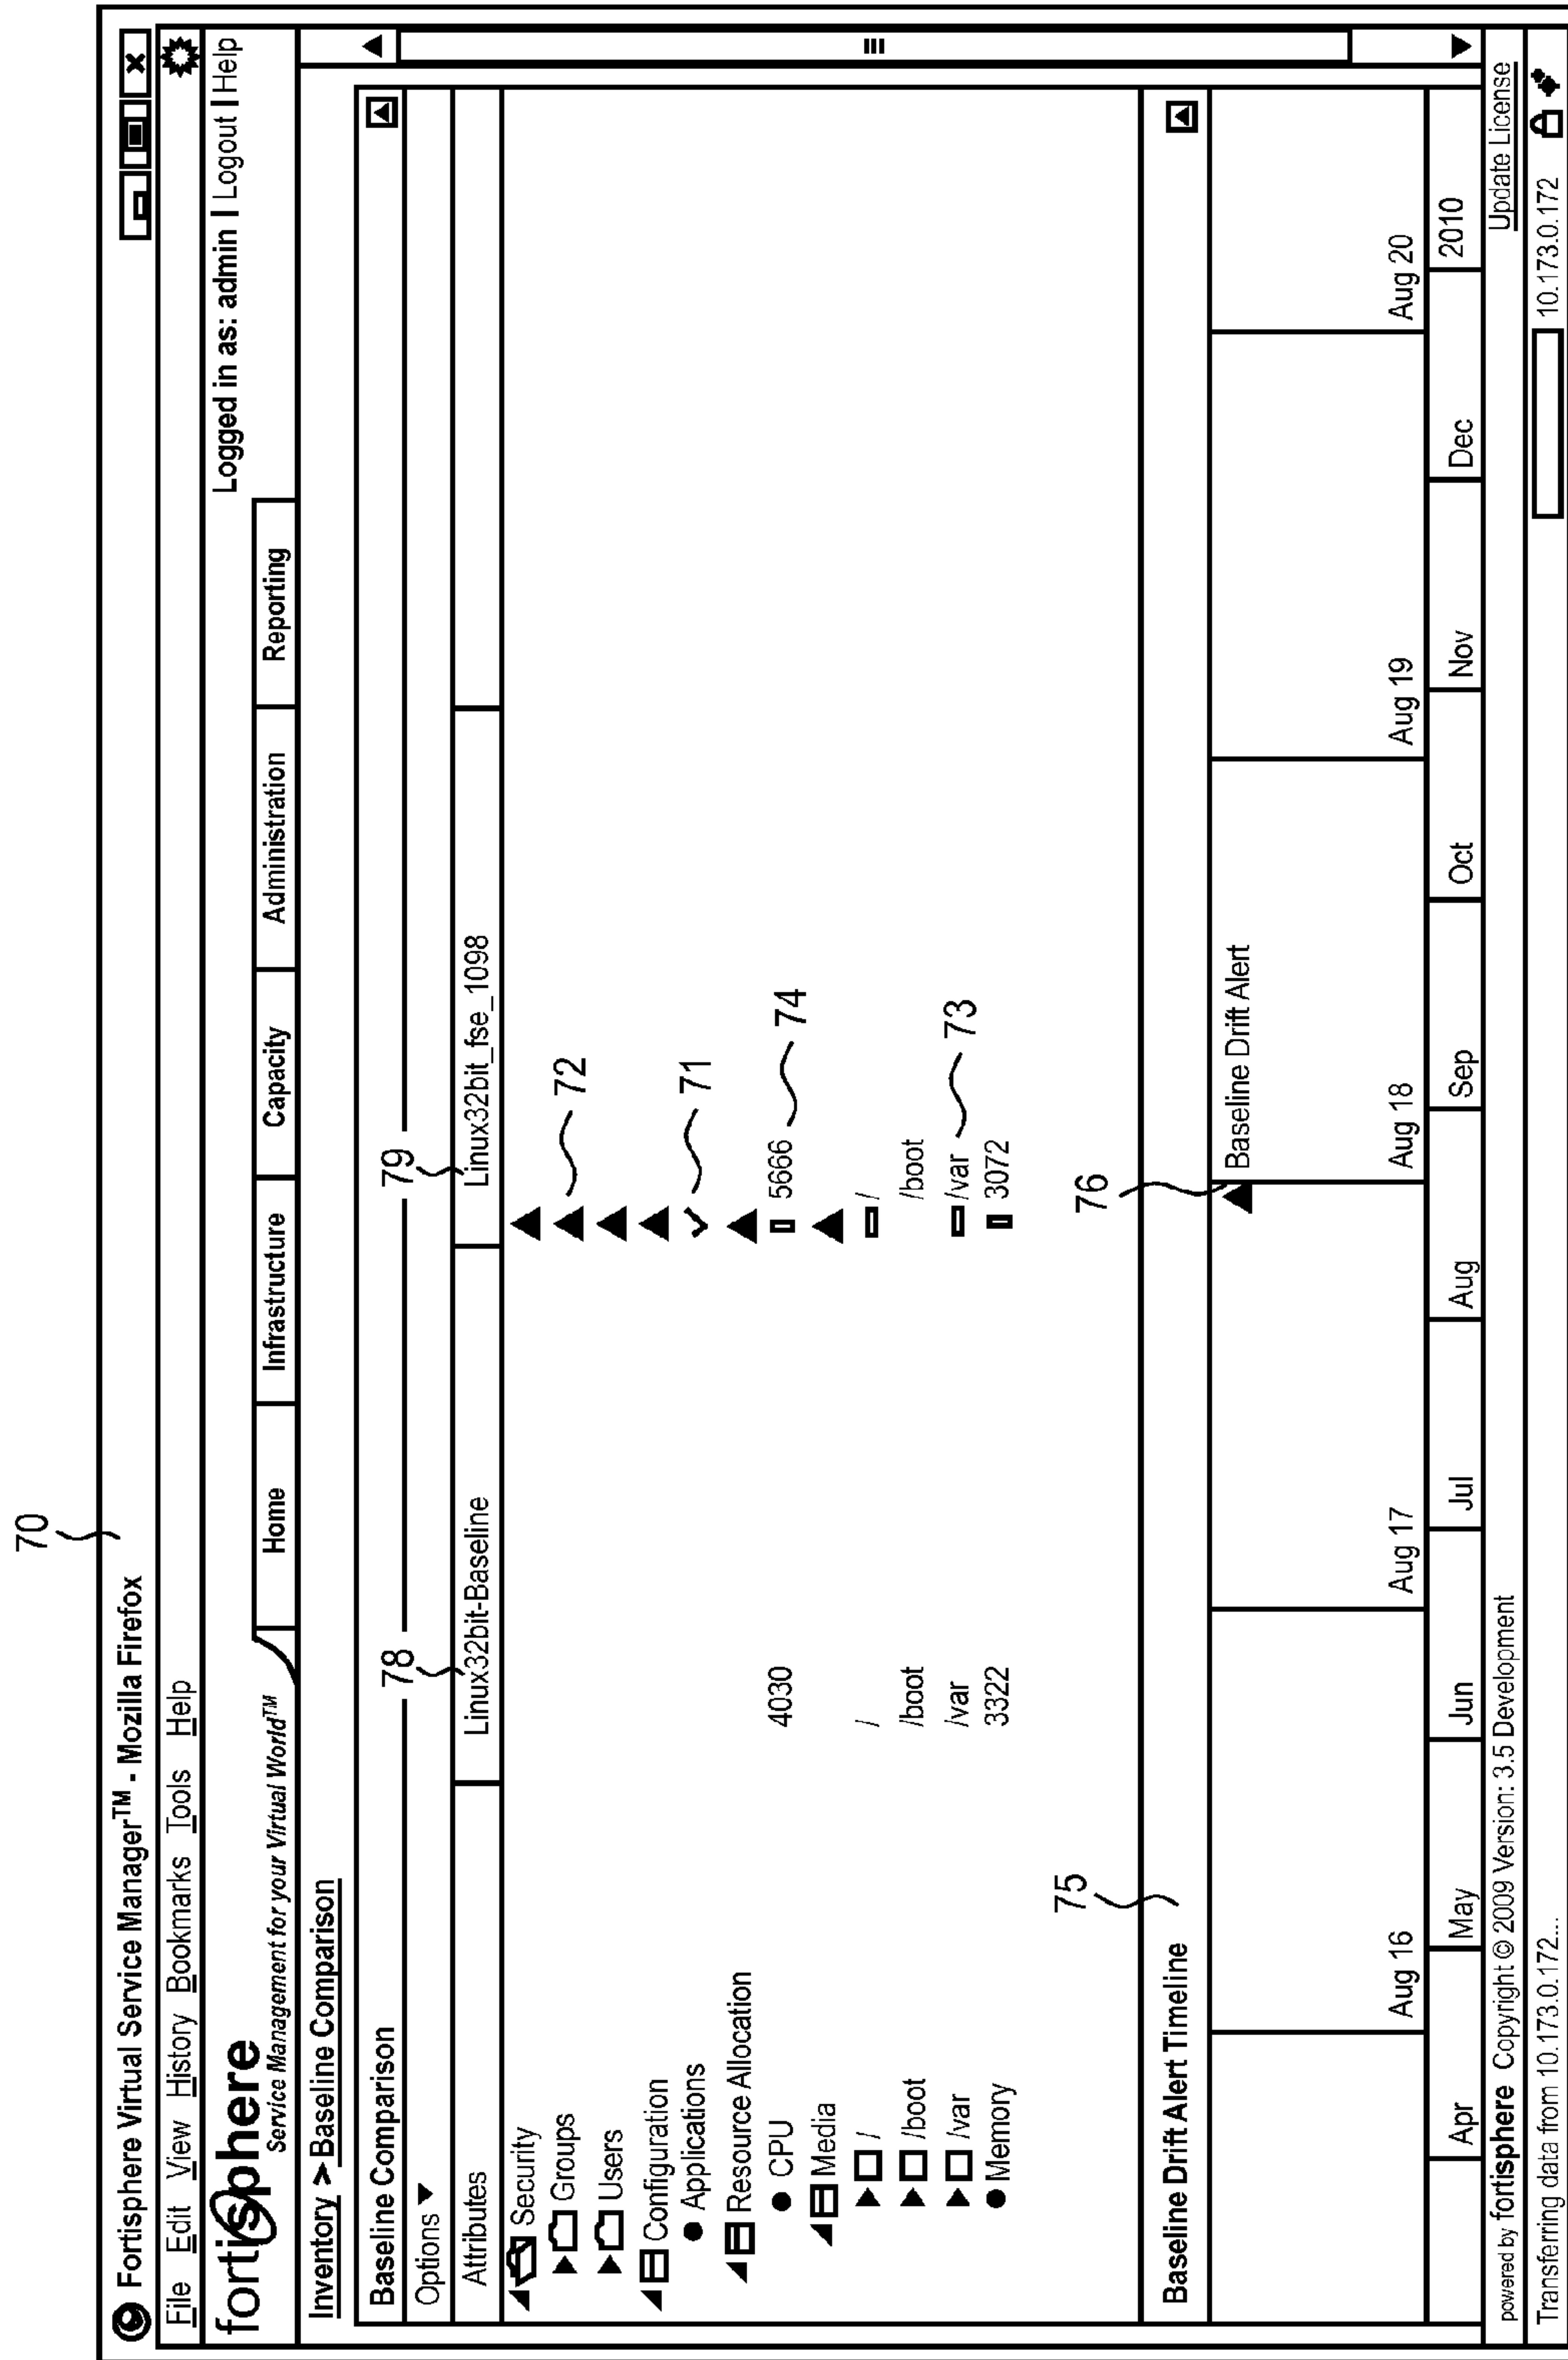 70
Fortisphere Virtual Service Manager™ - Mozilla Firefox
File Edit View History Bookmarks Tools Help
fortisphere
Service Management for your Virtual World™
Logged in as: admin | Logout | Help
Home Infrastructure Capacity Administration Reporting
Inventory > Baseline Comparison
Baseline Comparison
78 79
Options
Attributes Linux32bit-Baseline Linux32bit_fse_1098
Security
Groups 72
Users
Configuration
Applications 71
Resource Allocation
CPU 4030 5666 74
Media
/ / /
/boot /boot /boot
/var /var /var 73
Memory 3322 3072
75 76
Baseline Drift Alert Timeline
Baseline Drift Alert
Aug 16 Aug 17 Aug 18 Aug 19 Aug 20
Apr May Jun Jul Aug Sep Oct Nov Dec 2010
powered by fortisphere Copyright © 2009 Version: 3.5 Development Update License
Transferring data from 10.173.0.172... 10.173.0.172